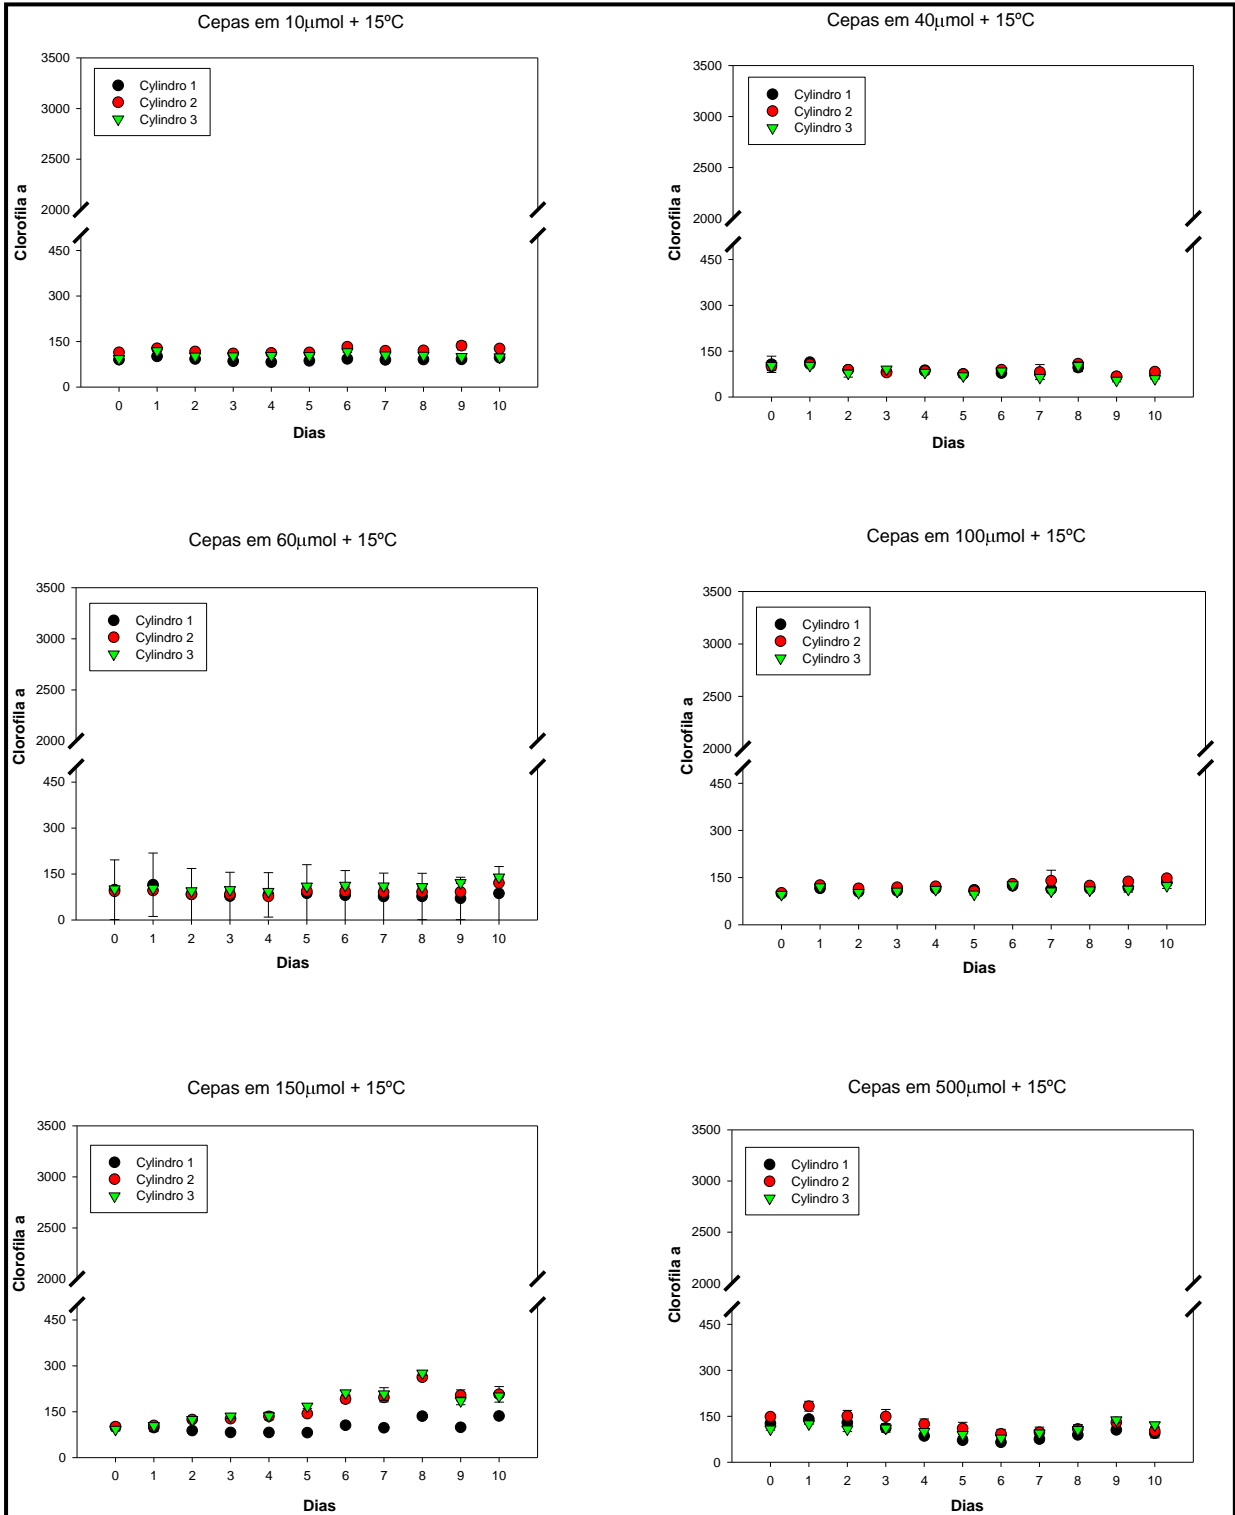 Cepas em 10μmol + 15ºC
3500
3000
2500
2000
450
300
150
0
Clorofila a
Cylindro 1
Cylindro 2
Cylindro 3
0 1 2 3 4 5 6 7 8 9 10
Dias
Cepas em 40μmol + 15ºC
3500
3000
2500
2000
450
300
150
0
Clorofila a
Cylindro 1
Cylindro 2
Cylindro 3
0 1 2 3 4 5 6 7 8 9 10
Dias
Cepas em 60μmol + 15ºC
3500
3000
2500
2000
450
300
150
0
Clorofila a
Cylindro 1
Cylindro 2
Cylindro 3
0 1 2 3 4 5 6 7 8 9 10
Dias
Cepas em 100μmol + 15ºC
3500
3000
2500
2000
450
300
150
0
Clorofila a
Cylindro 1
Cylindro 2
Cylindro 3
0 1 2 3 4 5 6 7 8 9 10
Dias
Cepas em 150μmol + 15ºC
3500
3000
2500
2000
450
300
150
0
Clorofila a
Cylindro 1
Cylindro 2
Cylindro 3
0 1 2 3 4 5 6 7 8 9 10
Dias
Cepas em 500μmol + 15ºC
3500
3000
2500
2000
450
300
150
0
Clorofila a
Cylindro 1
Cylindro 2
Cylindro 3
0 1 2 3 4 5 6 7 8 9 10
Dias